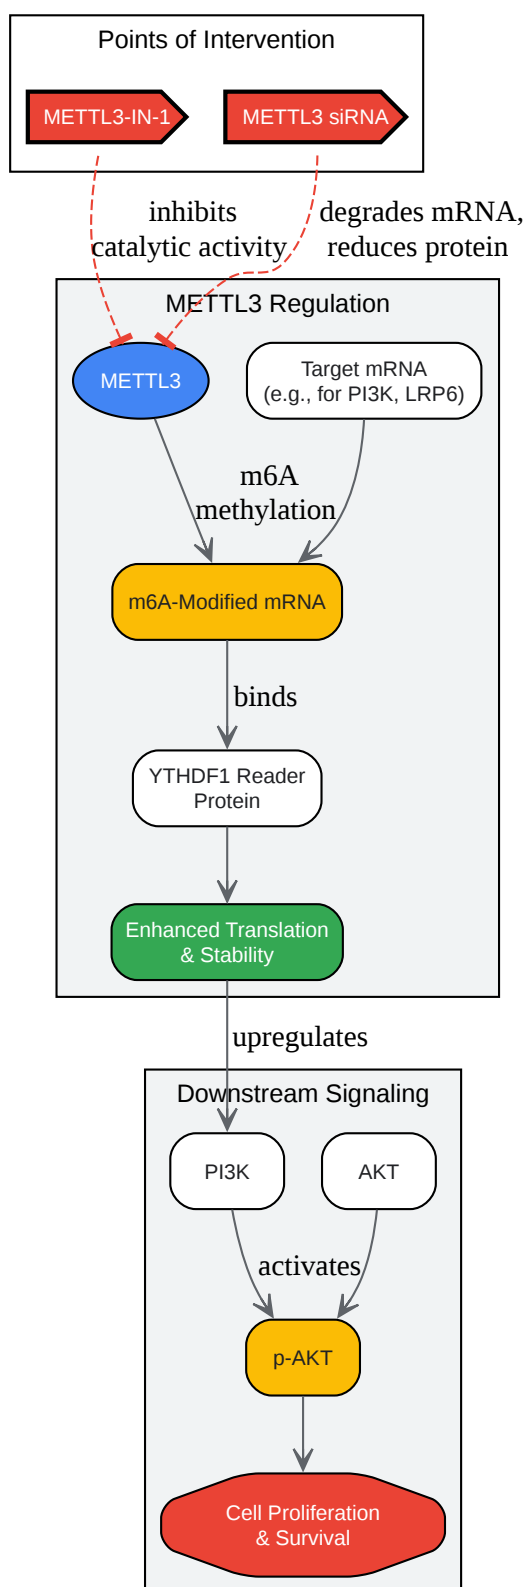 Points of Intervention
METTL3-IN-1
METTL3 siRNA
inhibits
catalytic activity
degrades mRNA,
reduces protein
METTL3 Regulation
METTL3
Target mRNA
(e.g., for PI3K, LRP6)
m6A
methylation
m6A-Modified mRNA
binds
YTHDF1 Reader
Protein
Enhanced Translation
& Stability
upregulates
Downstream Signaling
PI3K
AKT
activates
p-AKT
Cell Proliferation
& Survival